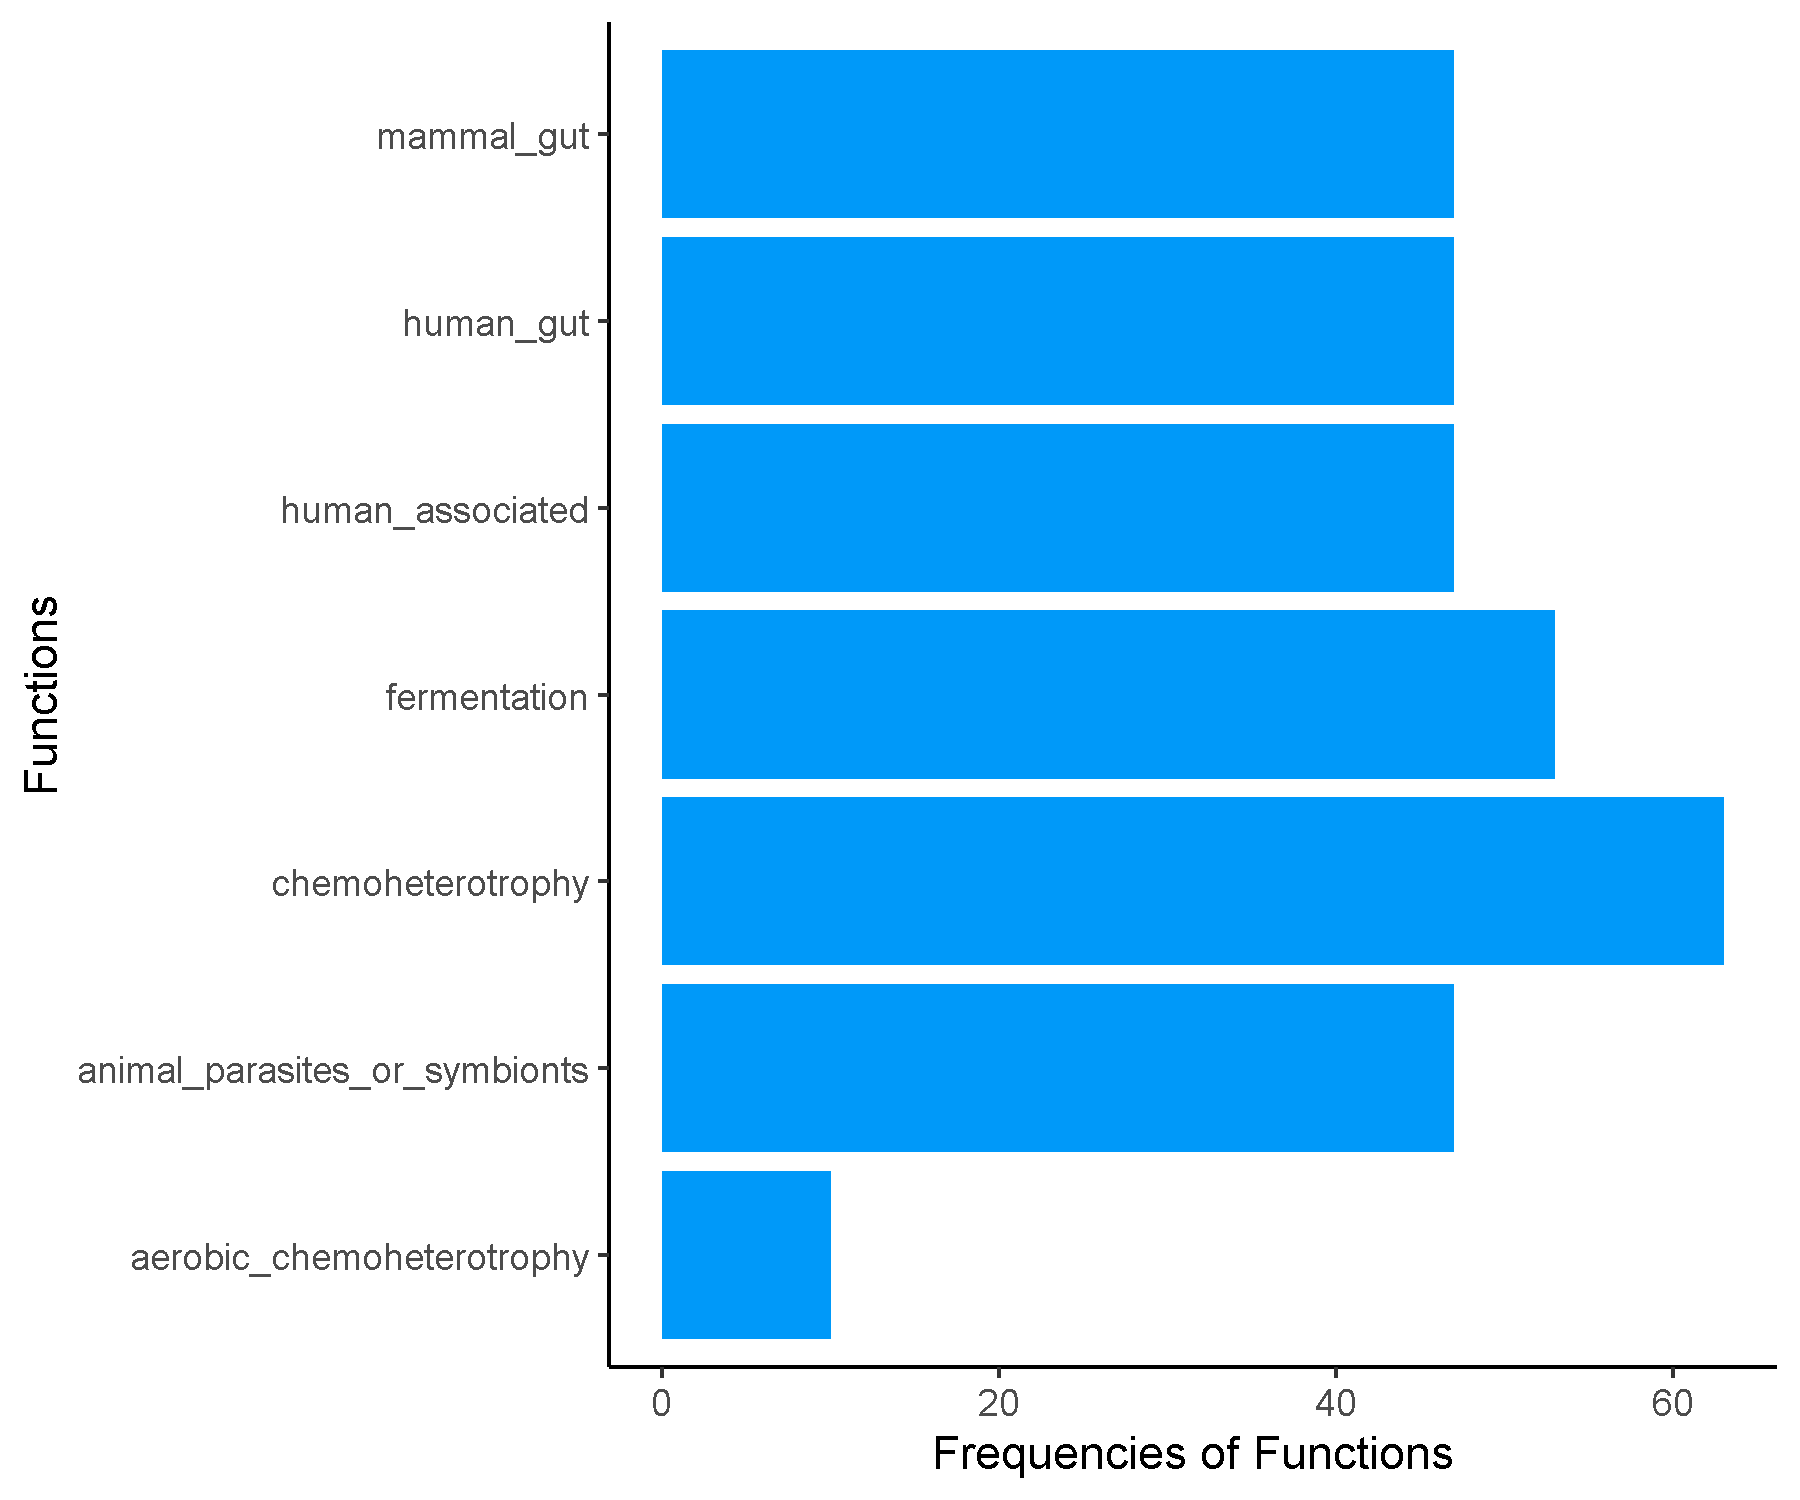 Functions
mammal_gut
human_gut
human_associated
fermentation
chemoheterotrophy
animal_parasites_or_symbionts
aerobic_chemoheterotrophy
0 20 40 60
Frequencies of Functions